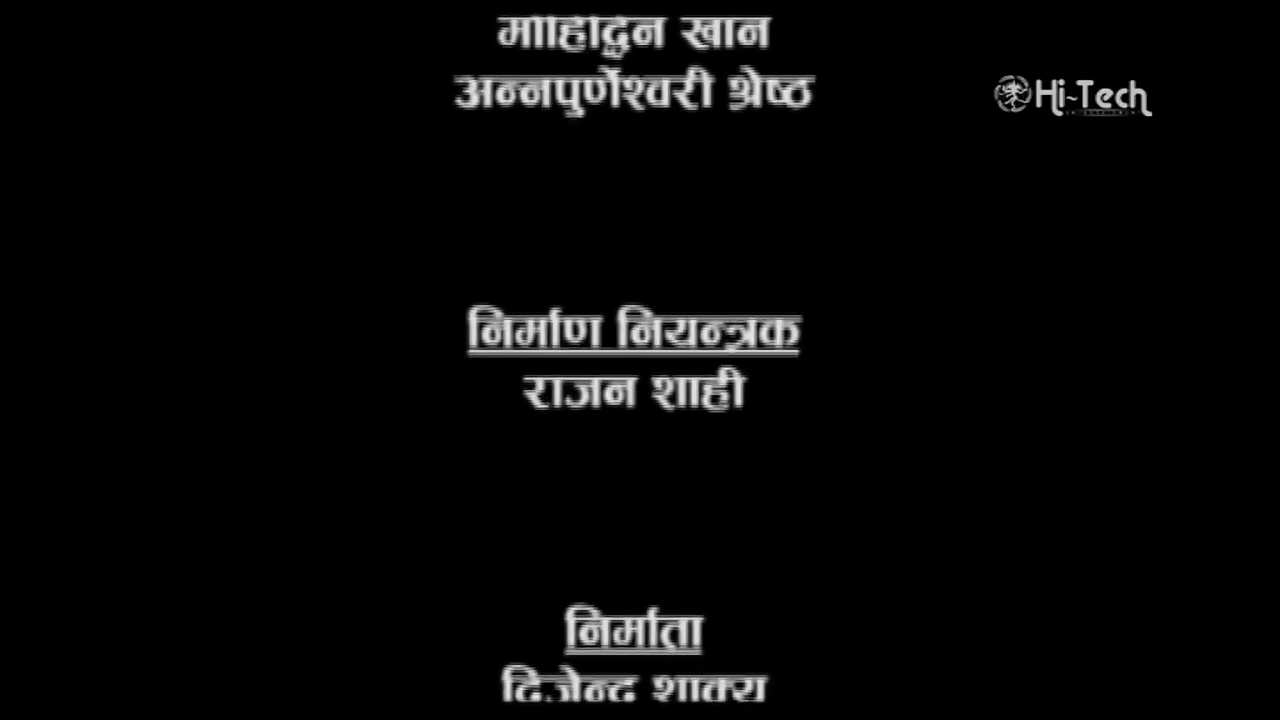 खान
अन्नपुर्णेश्वरी श्रेष्ठ
Hi-Tech
निर्माण नियन्त्रक
राजन शाही
निर्माता
शाक्य